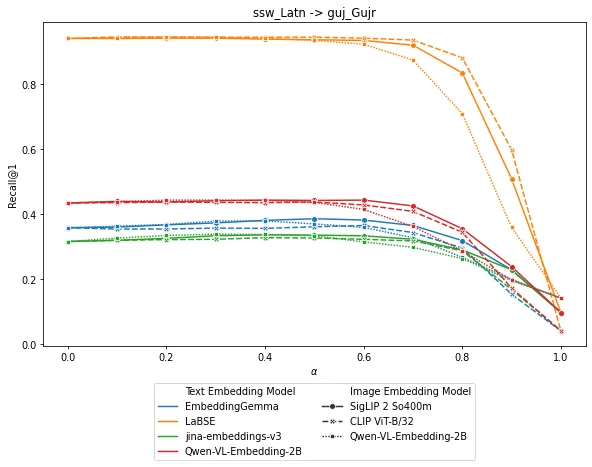 ssw_Latn -> guj_Gujr
Recall@1
0.8
0.6
0.4
0.2
0.0
0.0 0.2 0.4 0.6 0.8 1.0
α
Text Embedding Model Image Embedding Model
EmbeddingGemma SigLIP 2 So400m
LaBSE CLIP ViT-B/32
jina-embeddings-v3 Qwen-VL-Embedding-2B
Qwen-VL-Embedding-2B